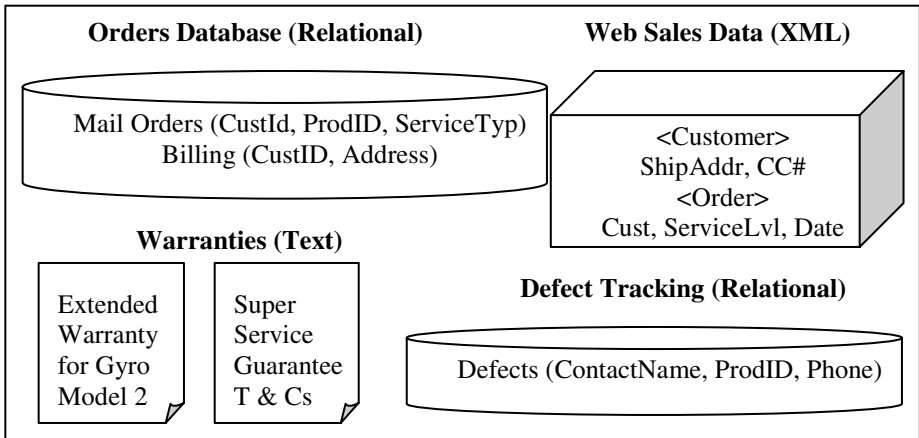 Orders Database (Relational)
Mail Orders (CustId, ProdID, ServiceTyp)
Billing (CustID, Address)
Web Sales Data (XML)
<Customer>
ShipAddr, CC#
<Order>
Cust, ServiceLvl, Date
Warranties (Text)
Extended
Warranty
for Gyro
Model 2
Super
Service
Guarantee
T & Cs
Defect Tracking (Relational)
Defects (ContactName, ProdID, Phone)